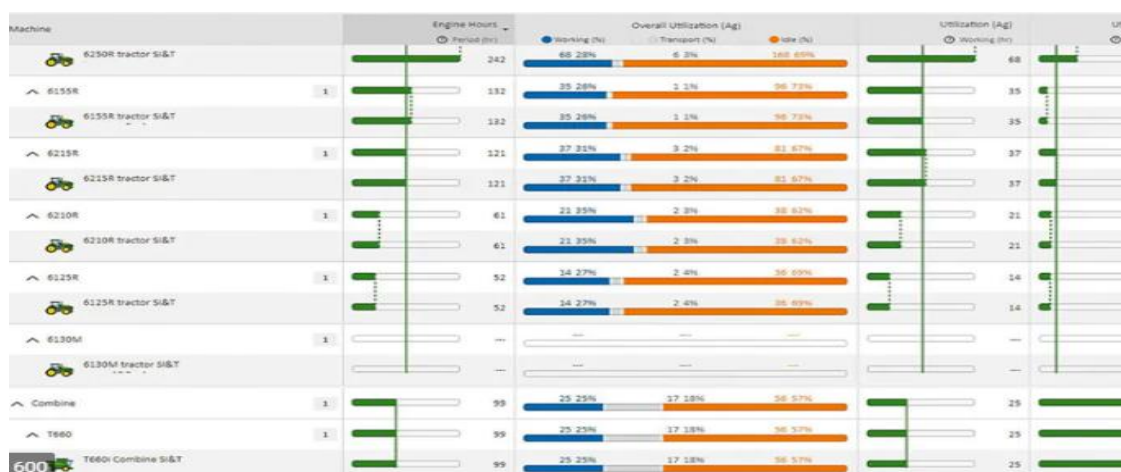 Machine Engine Hours Overall Utilization (Ag) Utilization (Ag)
Period (hr) Working (%) Transport (%) Idle (%) Working (hr)
6250R tractor SI&T 242 68 28% 6 3% 168 69% 68
6155R 1 132 35 26% 1 1% 96 73% 35
6155R tractor SI&T 132 35 26% 1 1% 96 73% 35
6215R 1 121 37 31% 3 2% 81 67% 37
6215R tractor SI&T 121 37 31% 3 2% 81 67% 37
6210R 1 61 21 35% 2 3% 38 62% 21
6210R tractor SI&T 61 21 35% 2 3% 38 62% 21
6125R 1 52 14 27% 2 4% 36 69% 14
6125R tractor SI&T 52 14 27% 2 4% 36 69% 14
6130M 1 --- --- --- --- ---
6130M tractor SI&T --- --- --- --- ---
Combine 1 99 25 25% 17 18% 56 57% 25
T660 1 99 25 25% 17 18% 56 57% 25
T660i Combine SI&T 99 25 25% 17 18% 56 57% 25
600